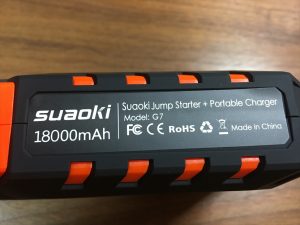 suaoki
18000mAh
Suaoki Jump Starter + Portable Charger
Model: G7
FC CE RoHS Made in China